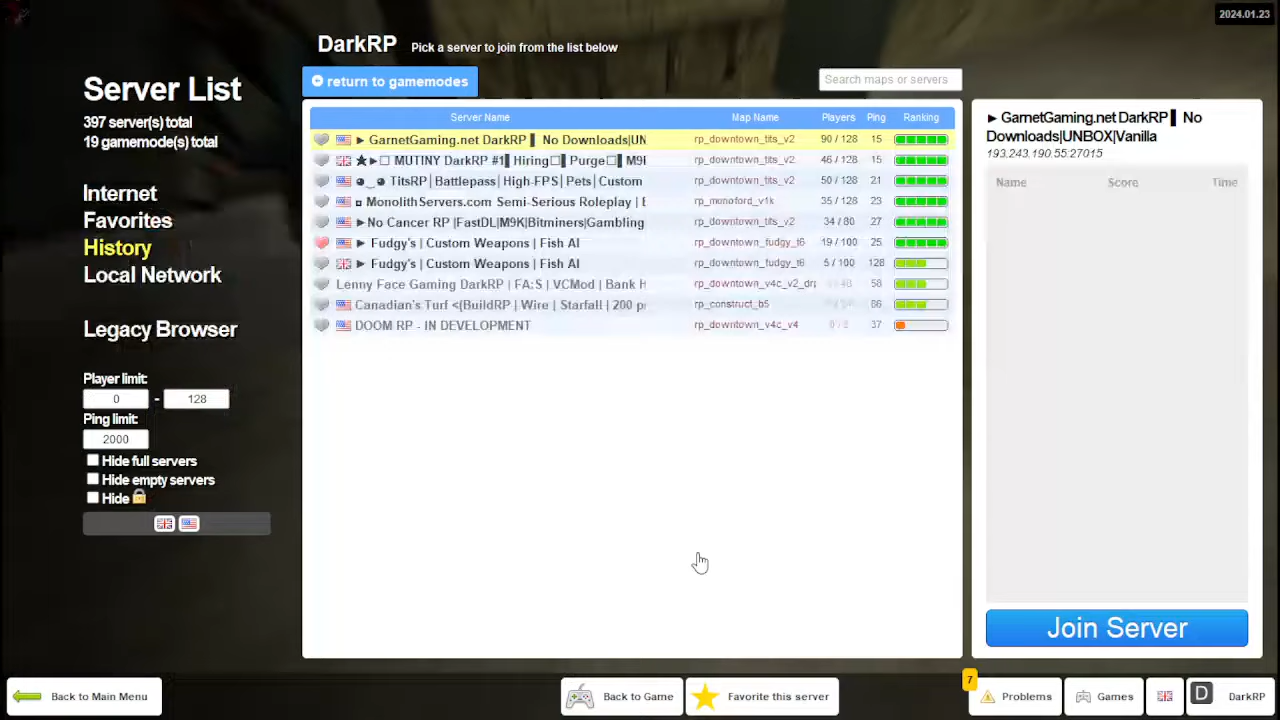 2024.01.23
DarkRP Pick a server to join from the list below
Server List
397 server(s) total
19 gamemode(s) total
Internet
Favorites
History
Local Network
Legacy Browser
Player limit:
0 - 128
Ping limit:
2000
Hide full servers
Hide empty servers
Hide
return to gamemodes
Search maps or servers
Server Name Map Name Players Ping Ranking
► GarnetGaming.net DarkRP ▌ No Downloads|UN rp_downtown_tits_v2 90 / 128 15
★►□ MUTINY DarkRP #1▌Hiring□▌Purge□▌M9K rp_downtown_tits_v2 46 / 128 15
◕‿◕ TitsRP|Battlepass|High-FPS|Pets|Custom rp_downtown_tits_v2 50 / 128 21
◘ MonolithServers.com Semi-Serious Roleplay | E rp_monoford_v1k 35 / 128 23
►No Cancer RP |FastDL|M9K|Bitminers|Gambling rp_downtown_tits_v2 34 / 80 27
► Fudgy's | Custom Weapons | Fish AI rp_downtown_fudgy_t6 19 / 100 25
► Fudgy's | Custom Weapons | Fish AI rp_downtown_fudgy_t6 5 / 100 128
Lenny Face Gaming DarkRP | FA:S | VCMod | Bank H rp_downtown_v4c_v2_dr 58
Canadian's Turf <(BuildRP | Wire | Starfall | 200 p rp_construct_b5 66
DOOM RP - IN DEVELOPMENT rp_downtown_v4c_v4 37
► GarnetGaming.net DarkRP ▌ No
Downloads|UNBOX|Vanilla
193.243.190.55:27015
Name Score Time
Join Server
Back to Main Menu
Back to Game
Favorite this server
7
Problems
Games
D DarkRP